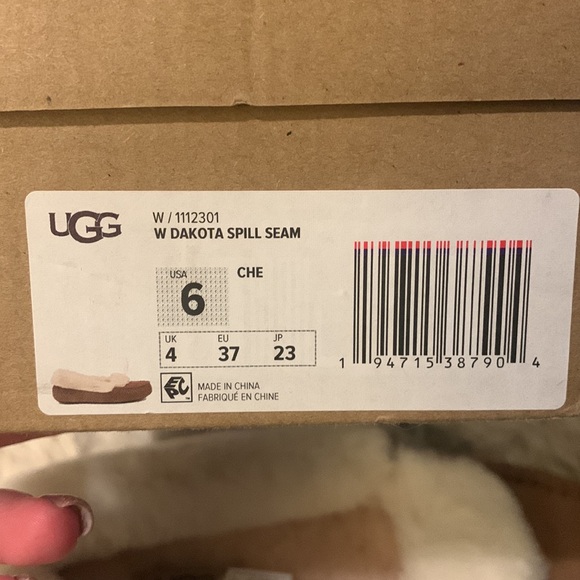 UGG
W / 1112301
W DAKOTA SPILL SEAM
USA
6
CHE
UK EU JP
4 37 23
MADE IN CHINA
FABRIQUÉ EN CHINE
1 94715 38790 4